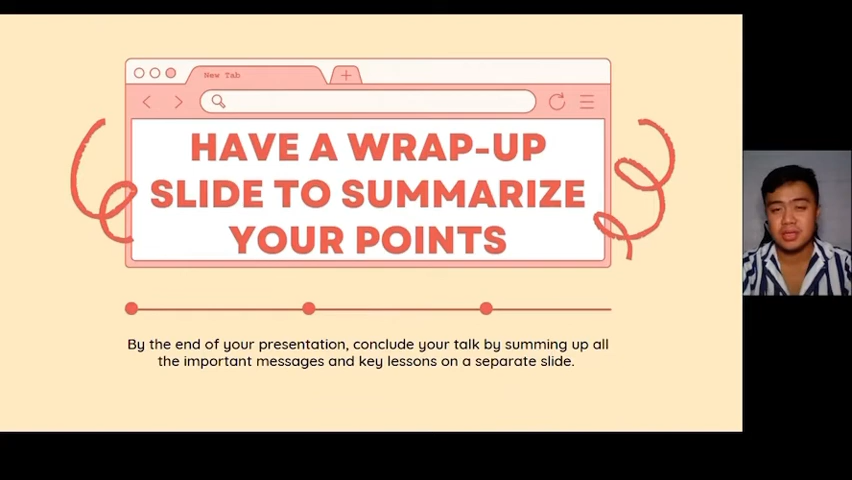 New Tab
HAVE A WRAP-UP
SLIDE TO SUMMARIZE
YOUR POINTS
By the end of your presentation, conclude your talk by summing up all
the important messages and key lessons on a separate slide.